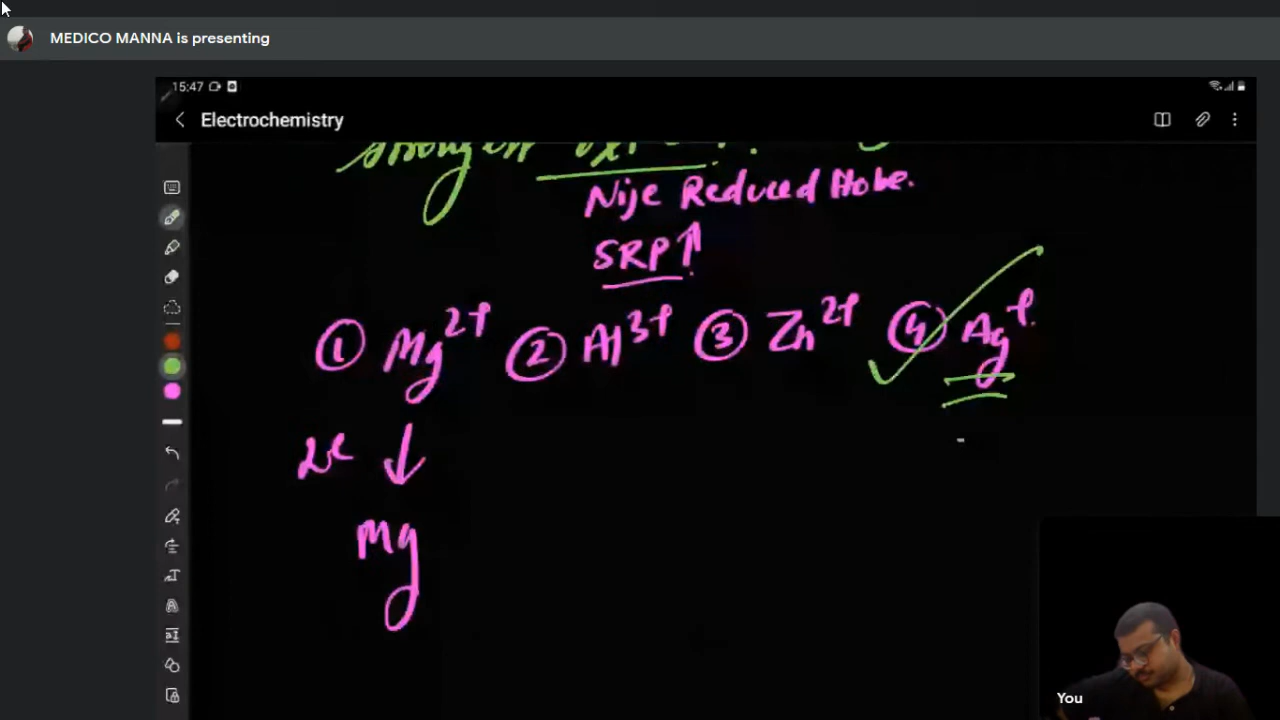 MEDICO MANNA is presenting
15:47
Electrochemistry
strongest
Nije Reduced Hobe.
SRP↑
① Mg²⁺ ② Al³⁺ ③ Zn²⁺ ④ Ag⁺
2e ↓
Mg
You